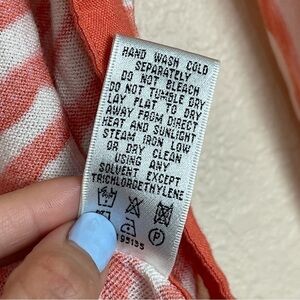 HAND WASH COLD
SEPARATELY
DO NOT BLEACH
DO NOT TUMBLE DRY
LAY FLAT TO DRY
AWAY FROM DIRECT
HEAT AND SUNLIGHT
STEAM IRON LOW
OR DRY CLEAN
USING ANY
SOLVENT EXCEPT
TRICHLOROETHYLENE
P